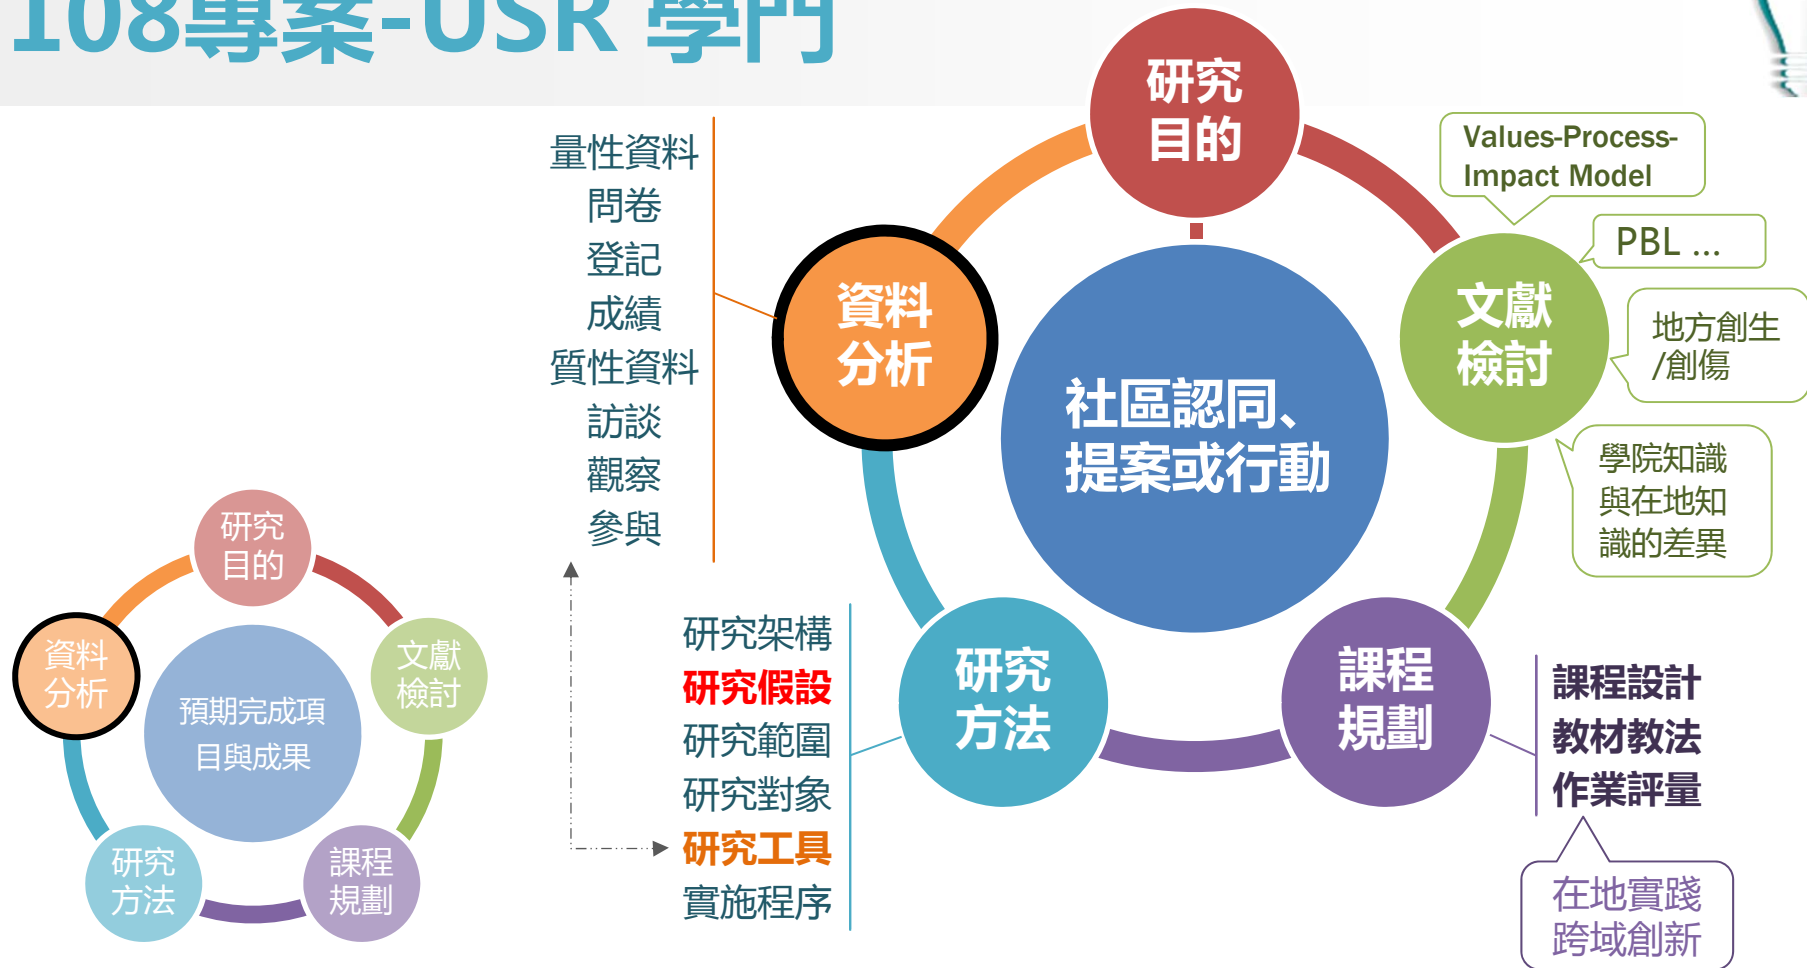 108專案-USR 學門
研究
目的
Values-Process-
Impact Model
PBL ...
文獻
檢討
地方創生
/創傷
學院知識
與在地知
識的差異
課程
規劃
課程設計
教材教法
作業評量
在地實踐
跨域創新
研究
方法
研究架構
研究假設
研究範圍
研究對象
研究工具
實施程序
資料
分析
量性資料
問卷
登記
成績
質性資料
訪談
觀察
參與
社區認同、
提案或行動
研究
目的
文獻
檢討
課程
規劃
研究
方法
資料
分析
預期完成項
目與成果